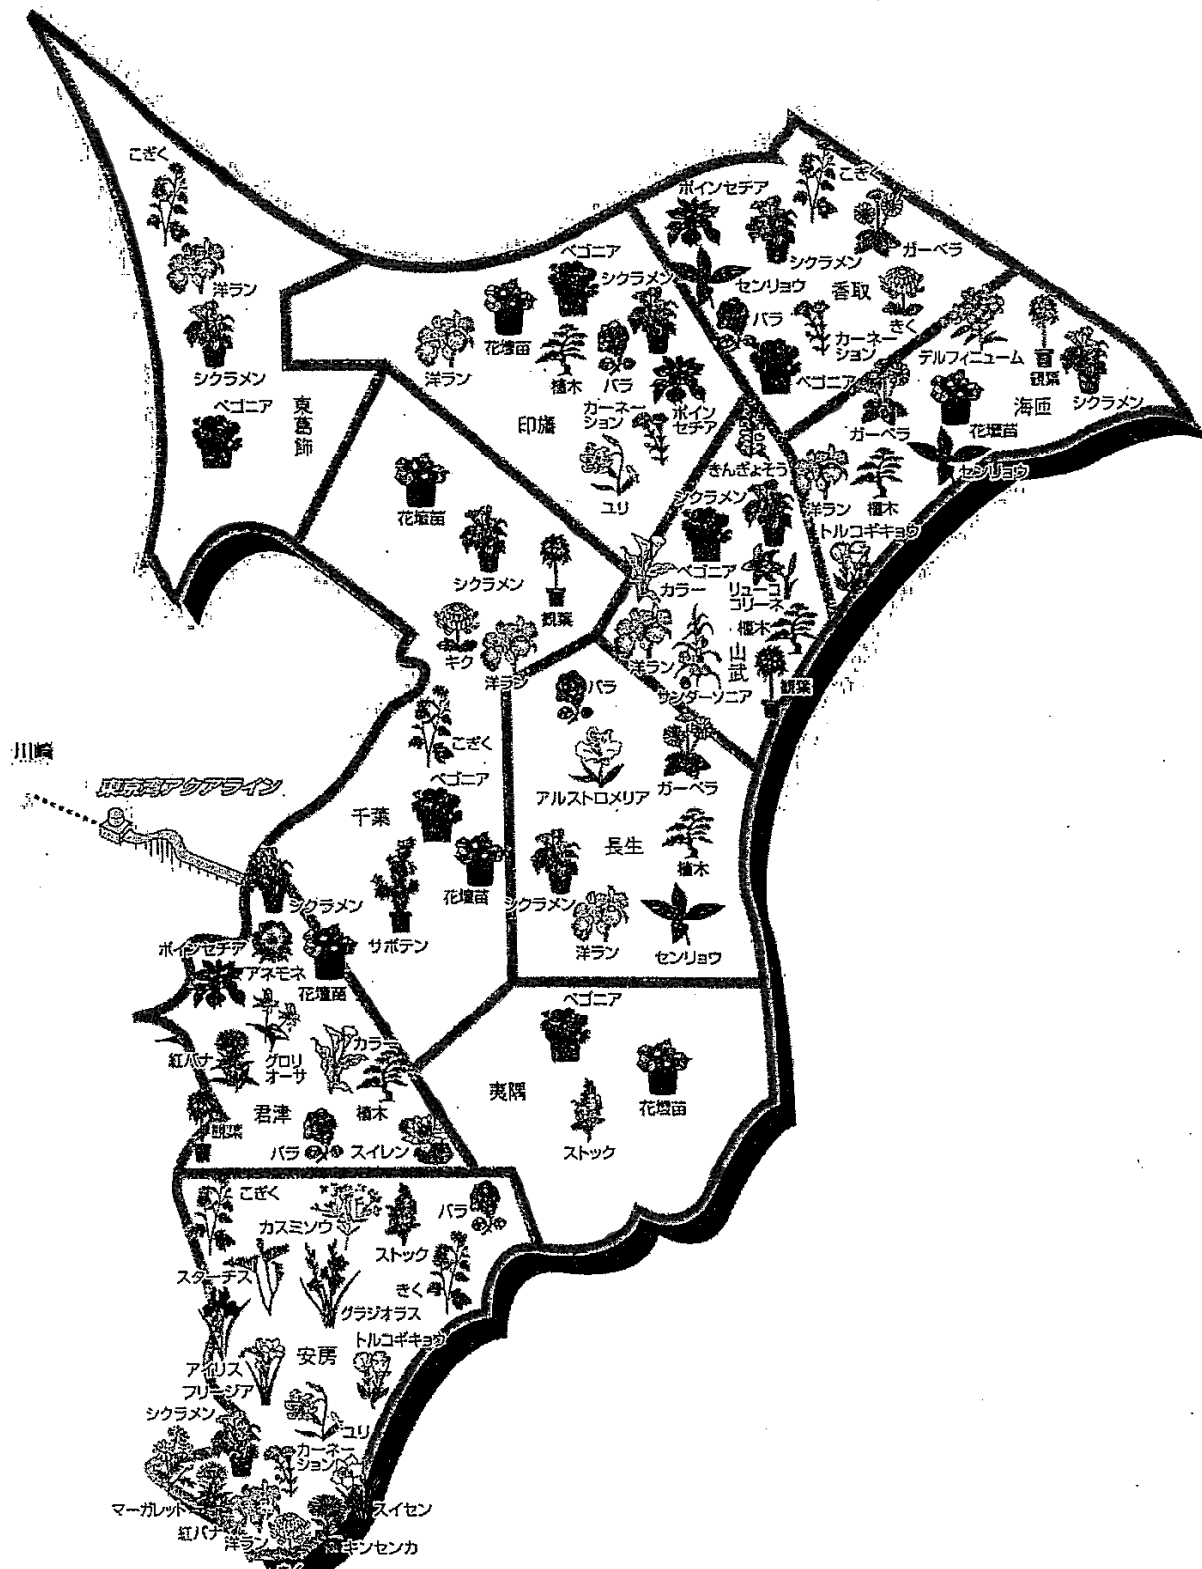 こぎく
洋ラン
シクラメン
ベゴニア
東葛飾
ベゴニア
シクラメン
花壇苗
洋ラン
植木
バラ
ポイン
セチア
カーネー
ション
印旛
ユリ
ポインセチア
こぎく
ガーベラ
シクラメン
センリョウ
香取
きく
バラ
カーネー
ション
ベゴニア
デルフィニューム
観葉
シクラメン
海匝
ガーベラ
花壇苗
センリョウ
洋ラン
植木
トルコギキョウ
きんぎょそう
シクラメン
ベゴニア
カラー
リューコ
コリーネ
植木
山武
洋ラン
サンダーソニア
観葉
花壇苗
シクラメン
観葉
キク
洋ラン
こぎく
ベゴニア
千葉
花壇苗
サボテン
バラ
アルストロメリア
ガーベラ
長生
植木
シクラメン
洋ラン
センリョウ
川崎
東京湾アクアライン
シクラメン
ポインセチア
アネモネ
花壇苗
紅バナ
グロリ
オーサ
カラー
植木
観葉
君津
バラ
スイレン
ベゴニア
夷隅
花壇苗
ストック
こぎく
カスミソウ
ストック
バラ
スターチス
きく
グラジオラス
トルコギキョウ
安房
アイリス
フリージア
シクラメン
ユリ
カーネー
ション
マーガレット
紅バナ
洋ラン
スイセン
キンセンカ